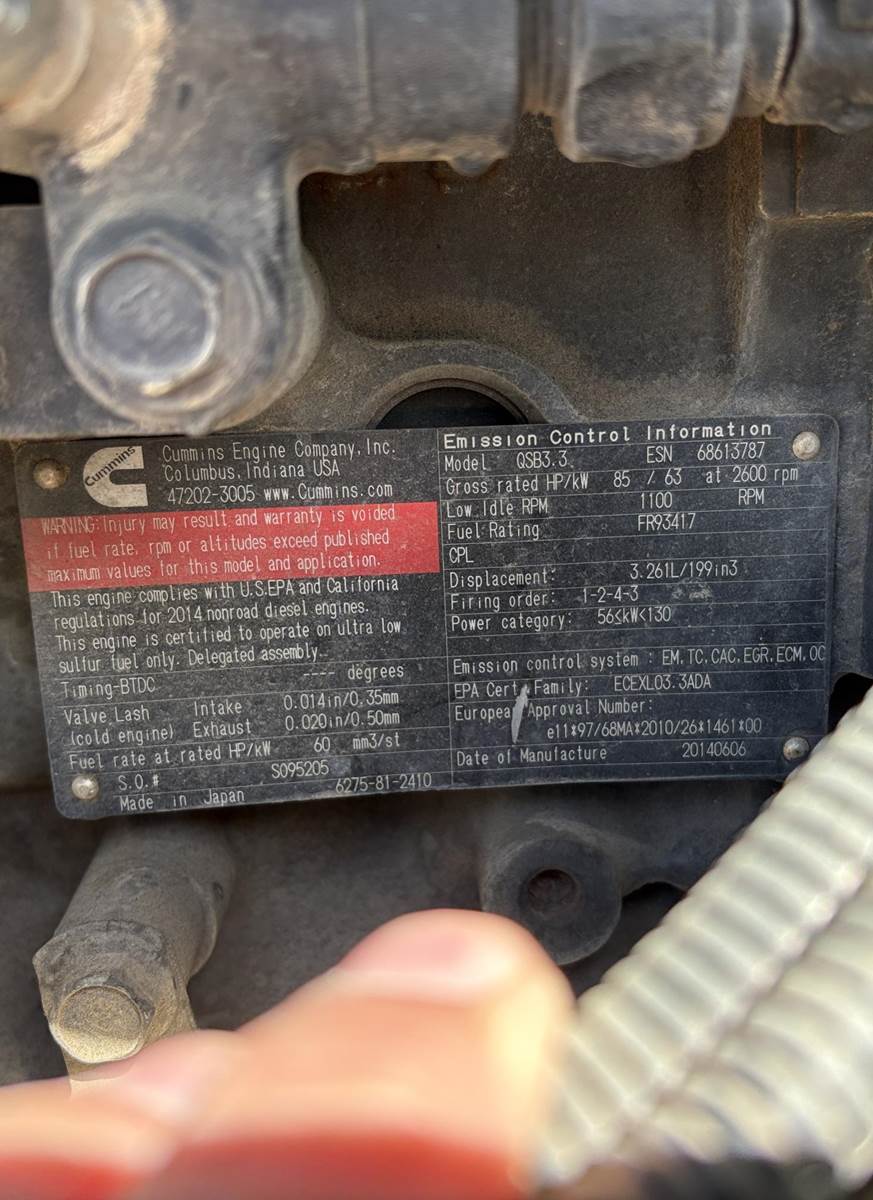 Cummins
Cummins Engine Company, Inc.
Columbus, Indiana USA
47202-3005 www.Cummins.com
WARNING: Injury may result and warranty is voided
if fuel rate, rpm or altitudes exceed published
maximum values for this model and application.
This engine complies with U.S.EPA and California
regulations for 2014 nonroad diesel engines.
This engine is certified to operate on ultra low
sulfur fuel only. Delegated assembly.
Timing-BTDC ---- degrees
Valve Lash Intake 0.014in/0.35mm
(cold engine) Exhaust 0.020in/0.50mm
Fuel rate at rated HP/kW 60 mm3/st
S.O.# S095205
Made in Japan 6275-81-2410
Emission Control Information
Model QSB3.3 ESN 68613787
Gross rated HP/kW 85 / 63 at 2600 rpm
Low Idle RPM 1100 RPM
Fuel Rating FR93417
CPL
Displacement: 3.261L/199in3
Firing order: 1-2-4-3
Power category: 56≤kW<130
Emission control system : EM, TC, CAC, EGR, ECM, OC
EPA Cert. Family: ECEXL03.3ADA
European Approval Number:
e11*97/68MA*2010/26*1461*00
Date of Manufacture 20140606